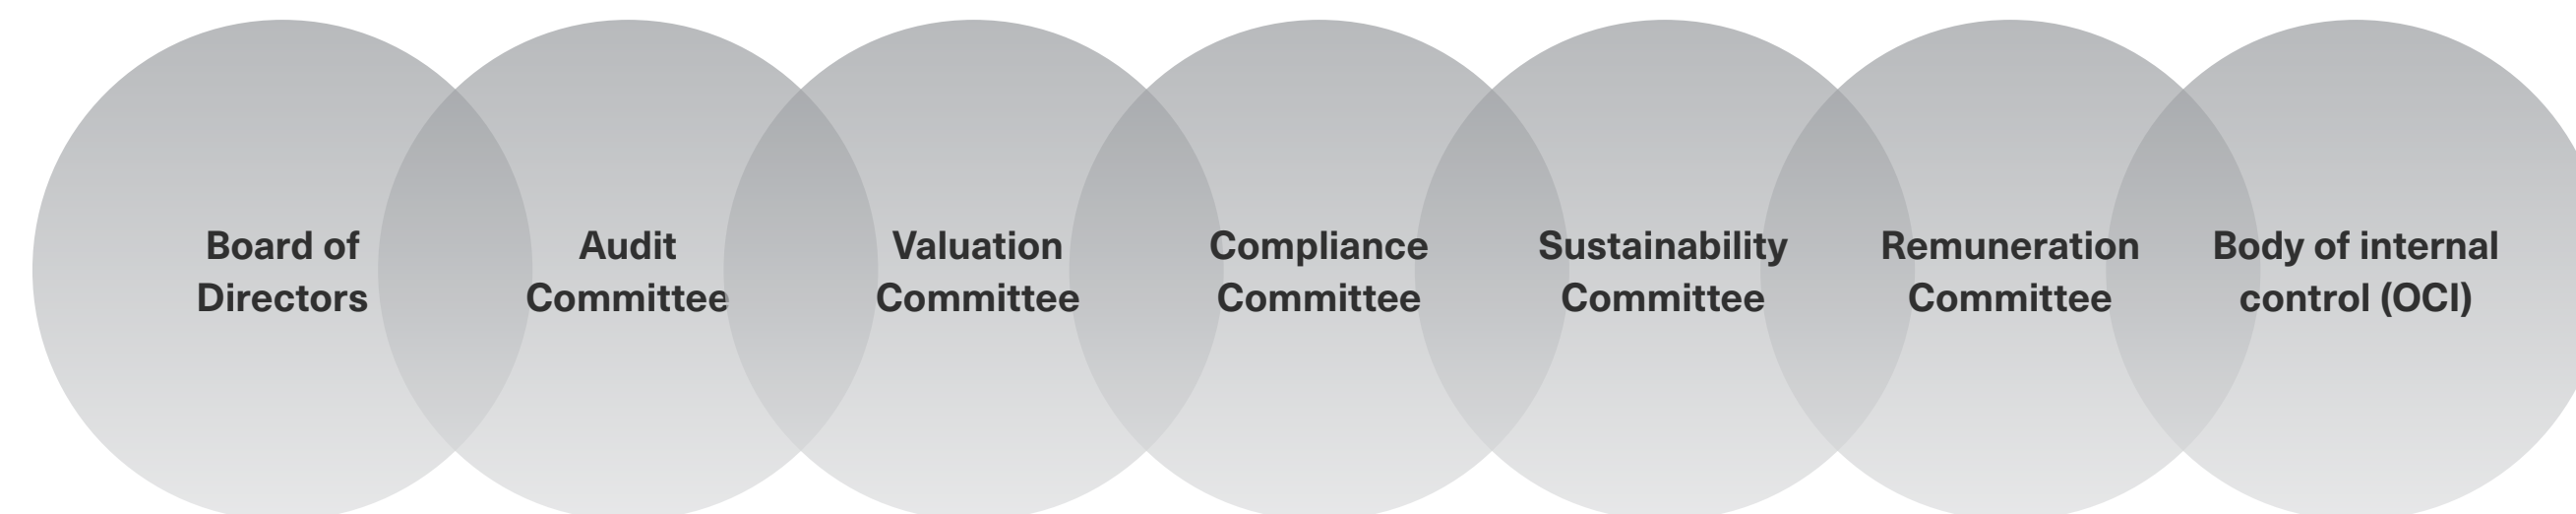 Board of
Directors
Audit
Committee
Valuation
Committee
Compliance
Committee
Sustainability
Committee
Remuneration
Committee
Body of internal
control (OCI)